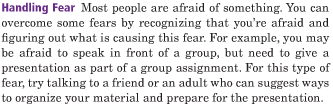 Handling Fear Most people are afraid of something. You can
overcome some fears by recognizing that you're afraid and
figuring out what is causing this fear. For example, you may
be afraid to speak in front of a group, but need to give a
presentation as part of a group assignment. For this type of
fear, try talking to a friend or an adult who can suggest ways
to organize your material and prepare for the presentation.